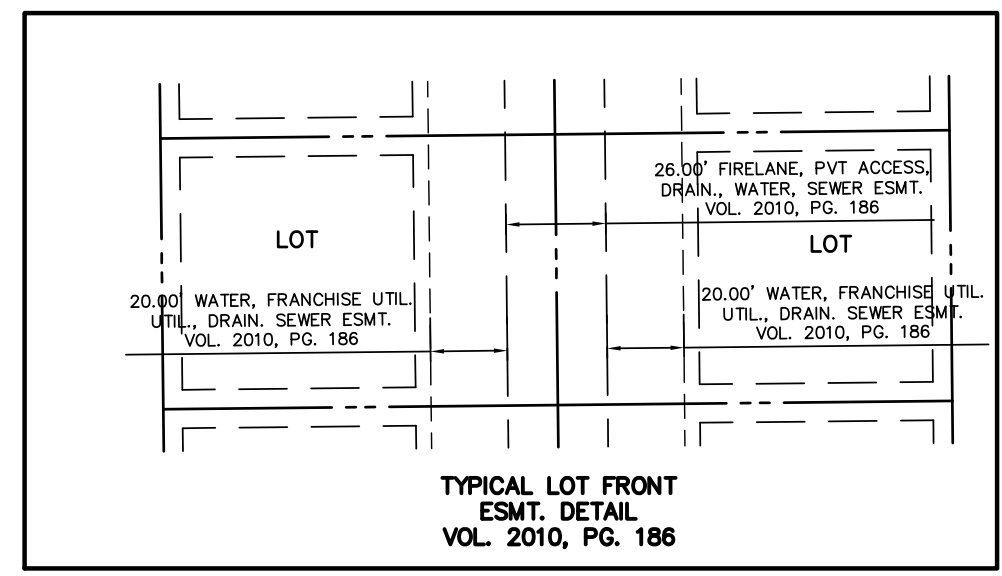 26.00' FIRELANE, PVT ACCESS,
DRAIN., WATER, SEWER ESMT.
VOL. 2010, PG. 186
LOT
LOT
20.00' WATER, FRANCHISE UTIL.
UTIL., DRAIN. SEWER ESMT.
VOL. 2010, PG. 186
20.00' WATER, FRANCHISE UTIL.
UTIL., DRAIN. SEWER ESMT.
VOL. 2010, PG. 186
TYPICAL LOT FRONT
ESMT. DETAIL
VOL. 2010, PG. 186